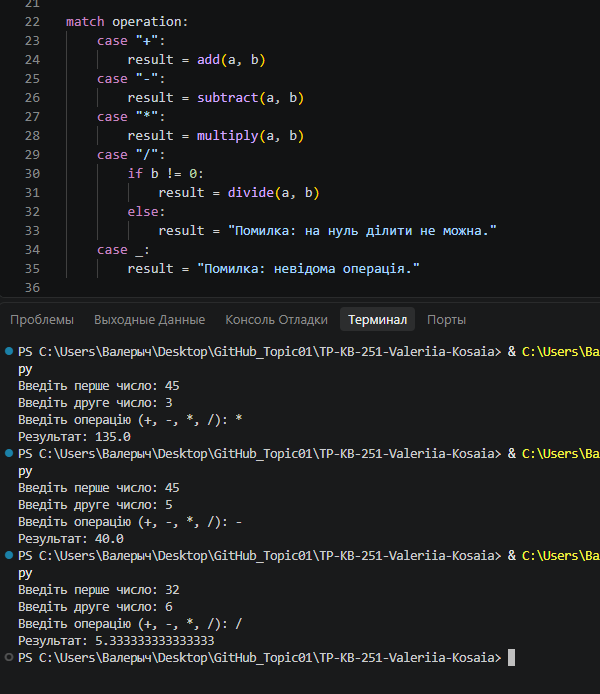 21
22 match operation:
23 case "+":
24 result = add(a, b)
25 case "-":
26 result = subtract(a, b)
27 case "*":
28 result = multiply(a, b)
29 case "/":
30 if b != 0:
31 result = divide(a, b)
32 else:
33 result = "Помилка: на нуль ділити не можна."
34 case _:
35 result = "Помилка: невідома операція."
36
Проблемы Выходные Данные Консоль Отладки Терминал Порты
PS C:\Users\Валерыч\Desktop\GitHub_Topic01\TP-KB-251-Valeriia-Kosaia> & C:\Users\Ва
py
Введіть перше число: 45
Введіть друге число: 3
Введіть операцію (+, -, *, /): *
Результат: 135.0
PS C:\Users\Валерыч\Desktop\GitHub_Topic01\TP-KB-251-Valeriia-Kosaia> & C:\Users\Ва
py
Введіть перше число: 45
Введіть друге число: 5
Введіть операцію (+, -, *, /): -
Результат: 40.0
PS C:\Users\Валерыч\Desktop\GitHub_Topic01\TP-KB-251-Valeriia-Kosaia> & C:\Users\Ва
py
Введіть перше число: 32
Введіть друге число: 6
Введіть операцію (+, -, *, /): /
Результат: 5.333333333333333
PS C:\Users\Валерыч\Desktop\GitHub_Topic01\TP-KB-251-Valeriia-Kosaia>